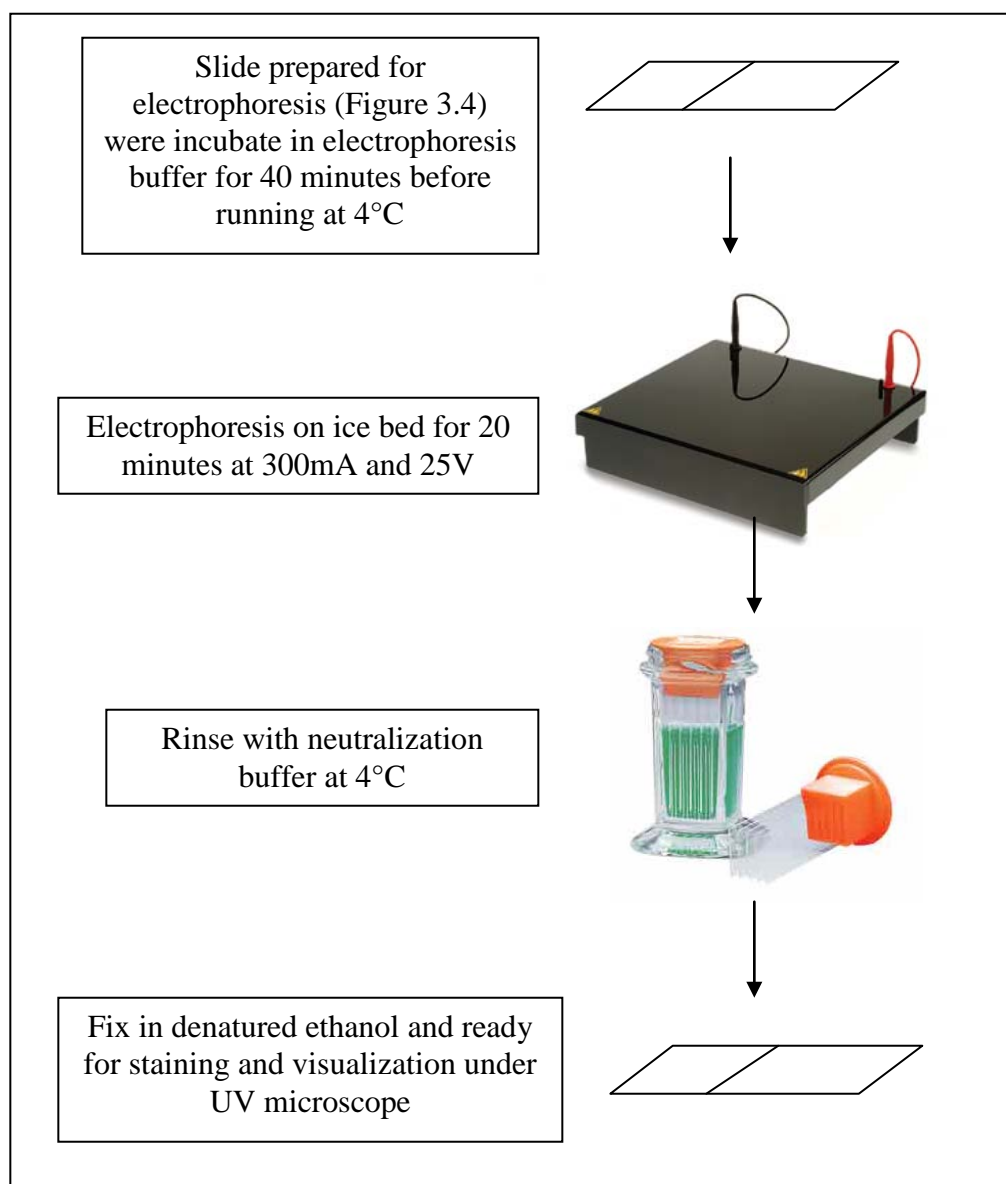 Slide prepared for
electrophoresis (Figure 3.4)
were incubate in electrophoresis
buffer for 40 minutes before
running at 4°C
Electrophoresis on ice bed for 20
minutes at 300mA and 25V
Rinse with neutralization
buffer at 4°C
Fix in denatured ethanol and ready
for staining and visualization under
UV microscope